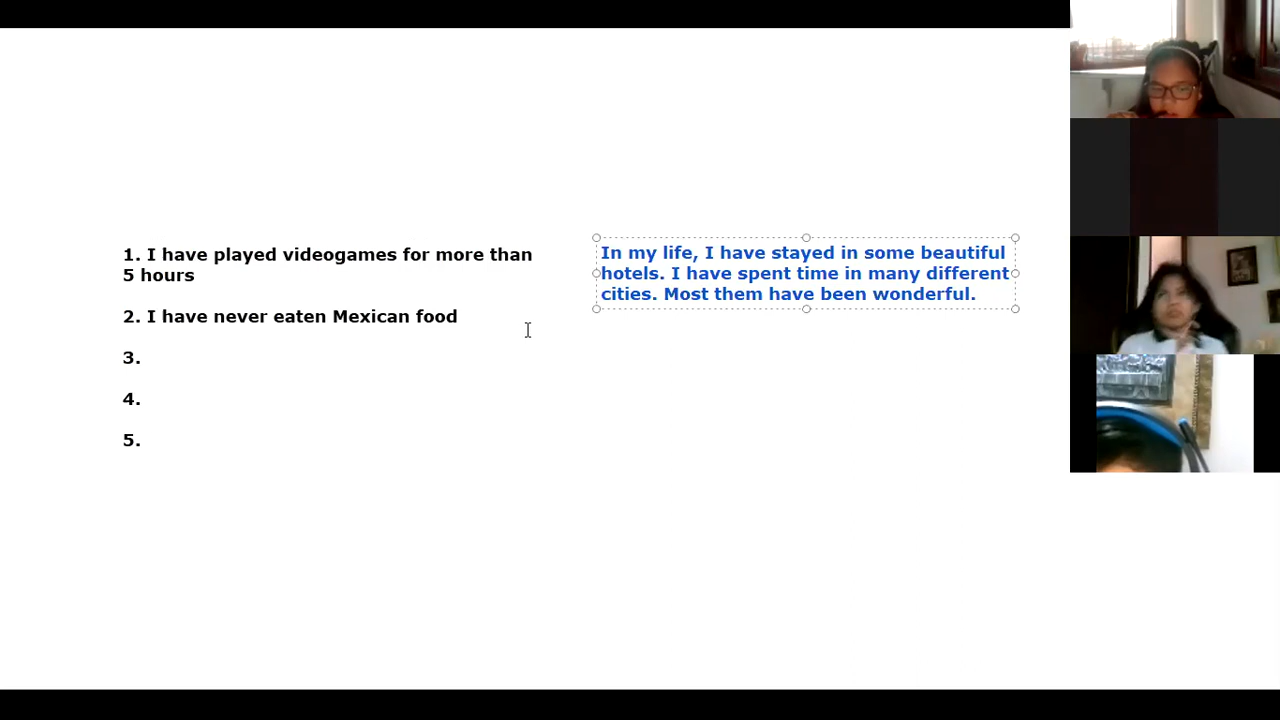 1. I have played videogames for more than
5 hours
2. I have never eaten Mexican food
3.
4.
5.
In my life, I have stayed in some beautiful
hotels. I have spent time in many different
cities. Most them have been wonderful.